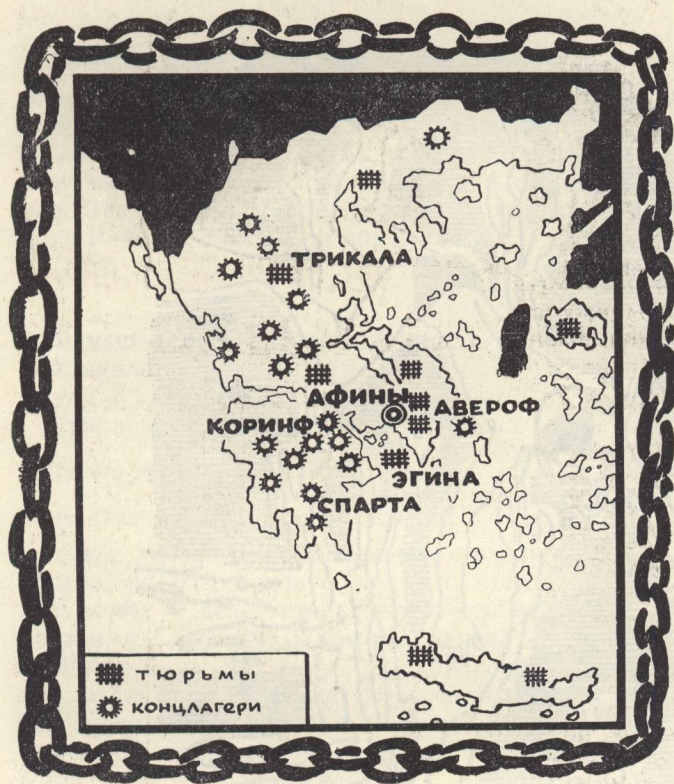 ТРИКАЛА
АФИНЫ
АВЕРОФ
КОРИНФ
ЭГИНА
СПАРТА
тюрьмы
концлагери